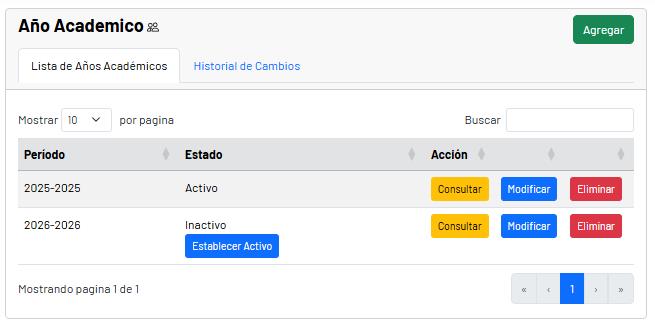 Año Academico
Agregar
Lista de Años Académicos Historial de Cambios
Mostrar 10 por pagina Buscar
Período Estado Acción
2025-2025 Activo Consultar Modificar Eliminar
2026-2026 Inactivo Consultar Modificar Eliminar
Establecer Activo
Mostrando pagina 1 de 1 « ‹ 1 › »